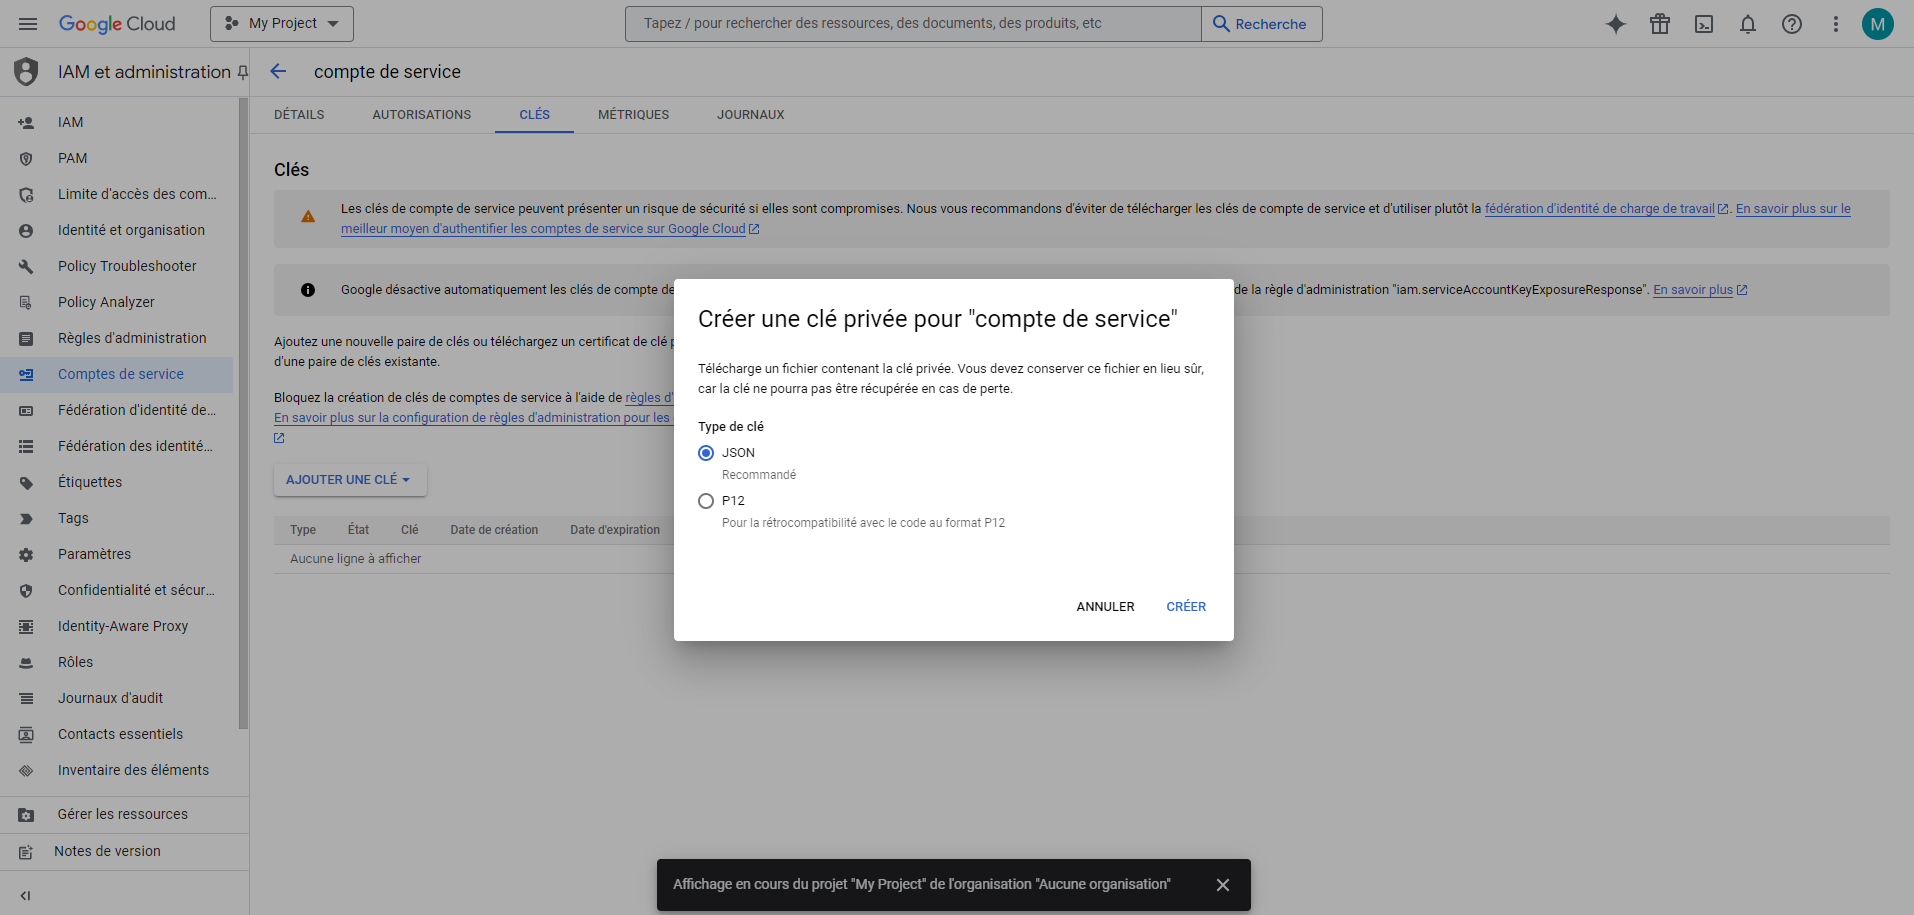 Google Cloud
My Project
Tapez / pour rechercher des ressources, des documents, des produits, etc
Recherche
M
IAM et administration
compte de service
DÉTAILS
AUTORISATIONS
CLÉS
MÉTRIQUES
JOURNAUX
IAM
PAM
Limite d'accès des com...
Identité et organisation
Policy Troubleshooter
Policy Analyzer
Règles d'administration
Comptes de service
Fédération d'identité de...
Fédération des identité...
Étiquettes
Tags
Paramètres
Confidentialité et sécur...
Identity-Aware Proxy
Rôles
Journaux d'audit
Contacts essentiels
Inventaire des éléments
Gérer les ressources
Notes de version
Clés
Les clés de compte de service peuvent présenter un risque de sécurité si elles sont compromises. Nous vous recommandons d'éviter de télécharger les clés de compte de service et d'utiliser plutôt la fédération d'identité de charge de travail. En savoir plus sur le
meilleur moyen d'authentifier les comptes de service sur Google Cloud
Google désactive automatiquement les clés de compte de
de la règle d'administration "iam.serviceAccountKeyExposureResponse". En savoir plus
Ajoutez une nouvelle paire de clés ou téléchargez un certificat de clé
d'une paire de clés existante.
Bloquez la création de clés de comptes de service à l'aide de règles d'
En savoir plus sur la configuration de règles d'administration pour les
AJOUTER UNE CLÉ
Type État Clé Date de création Date d'expiration
Aucune ligne à afficher
Créer une clé privée pour "compte de service"
Télécharge un fichier contenant la clé privée. Vous devez conserver ce fichier en lieu sûr,
car la clé ne pourra pas être récupérée en cas de perte.
Type de clé
JSON
Recommandé
P12
Pour la rétrocompatibilité avec le code au format P12
ANNULER
CRÉER
Affichage en cours du projet "My Project" de l'organisation "Aucune organisation"